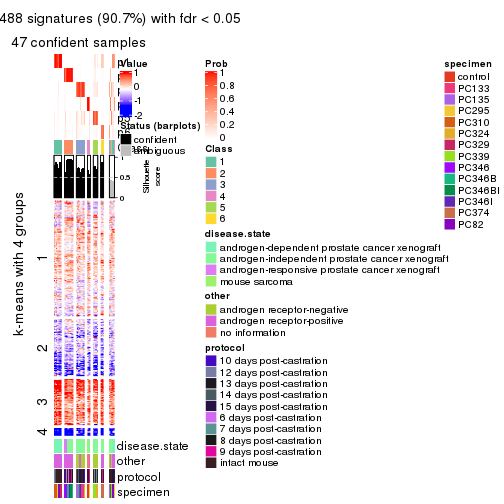 488 signatures (90.7%) with fdr < 0.05
47 confident samples
Value
1
0
-1
-2
Status (barplots)
confident
ambiguous
1
0.5
0
Silhouette
score
k-means with 4 groups
1
2
3
4
disease.state
other
protocol
specimen
Prob
1
0.8
0.6
0.4
0.2
0
Class
1
2
3
4
5
6
disease.state
androgen-dependent prostate cancer xenograft
androgen-independent prostate cancer xenograft
androgen-responsive prostate cancer xenograft
mouse sarcoma
other
androgen receptor-negative
androgen receptor-positive
no information
protocol
10 days post-castration
12 days post-castration
13 days post-castration
14 days post-castration
15 days post-castration
6 days post-castration
7 days post-castration
8 days post-castration
9 days post-castration
intact mouse
specimen
control
PC133
PC135
PC295
PC310
PC324
PC329
PC339
PC346
PC346B
PC346BI
PC346I
PC374
PC82